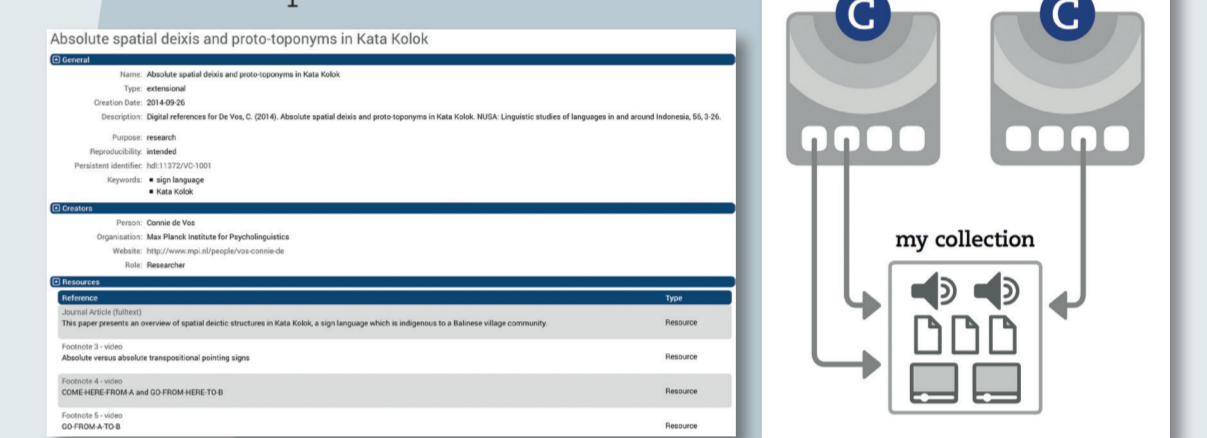 Absolute spatial deixis and proto-toponyms in Kata Kolok
General
Name: Absolute spatial deixis and proto-toponyms in Kata Kolok
Type: extensional
Creation Date: 2014-09-26
Description: Digital references for De Vos, C. (2014). Absolute spatial deixis and proto-toponyms in Kata Kolok. NUSA: Linguistic studies of languages in and around Indonesia, 56, 3-26.
Purpose: research
Reproducibility: intended
Persistent identifier: hdl:11372/VC-1001
Keywords: ▪ sign language
▪ Kata Kolok
Creators
Person: Connie de Vos
Organisation: Max Planck Institute for Psycholinguistics
Website: http://www.mpi.nl/people/vos-connie-de
Role: Researcher
Resources
Reference Type
Journal Article (fulltext)
This paper presents an overview of spatial deictic structures in Kata Kolok, a sign language which is indigenous to a Balinese village community. Resource
Footnote 3 - video
Absolute versus absolute transpositional pointing signs Resource
Footnote 4 - video
COME-HERE-FROM-A and GO-FROM-HERE-TO-B Resource
Footnote 5 - video
GO-FROM-A-TO-B Resource
C C
my collection